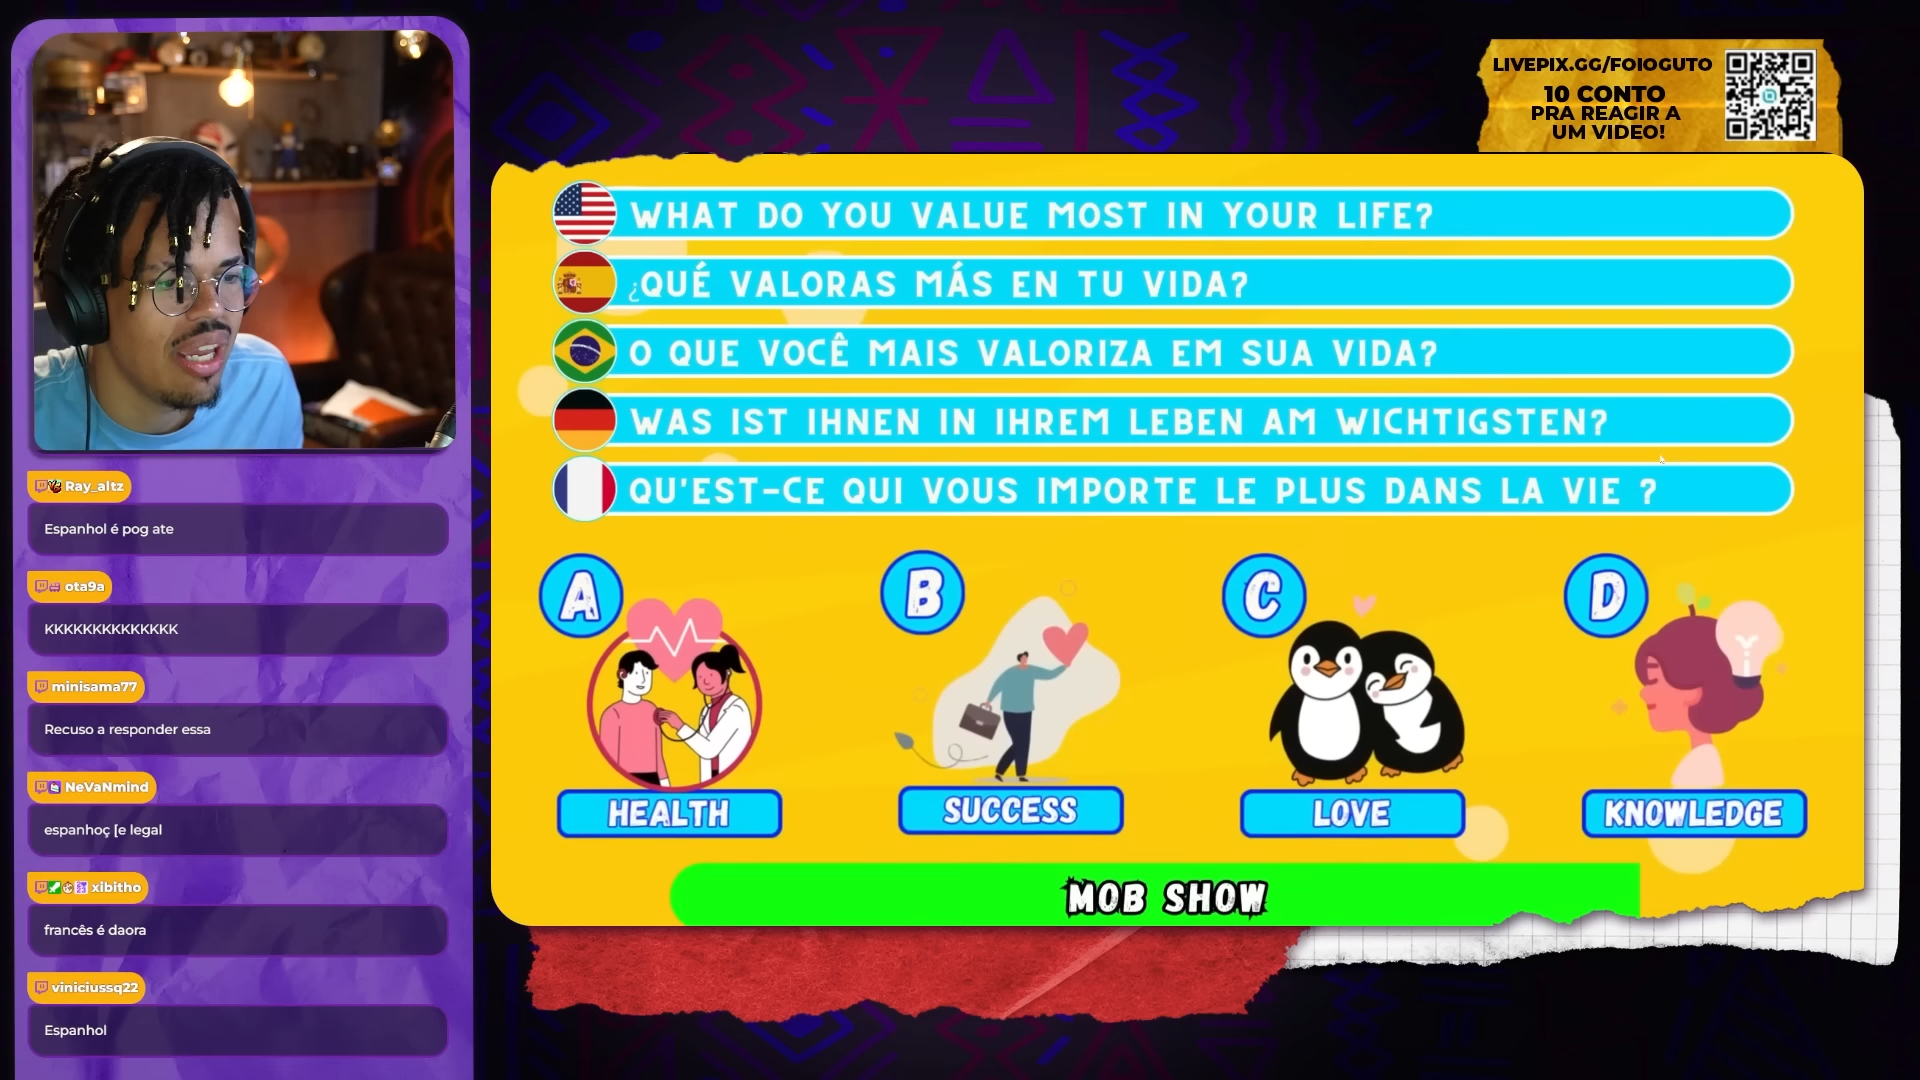 LIVEPIX.GG/FOIOGUTO
10 CONTO
PRA REAGIR A
UM VIDEO!
WHAT DO YOU VALUE MOST IN YOUR LIFE?
¿QUÉ VALORAS MÁS EN TU VIDA?
O QUE VOCÊ MAIS VALORIZA EM SUA VIDA?
WAS IST IHNEN IN IHREM LEBEN AM WICHTIGSTEN?
QU'EST-CE QUI VOUS IMPORTE LE PLUS DANS LA VIE ?
A
B
C
D
HEALTH
SUCCESS
LOVE
KNOWLEDGE
MOB SHOW
Ray_altz
Espanhol é pog ate
ota9a
KKKKKKKKKKKKKK
minisama77
Recuso a responder essa
NeVaNmind
espanhoç [e legal
xibitho
francês é daora
viniciussq22
Espanhol